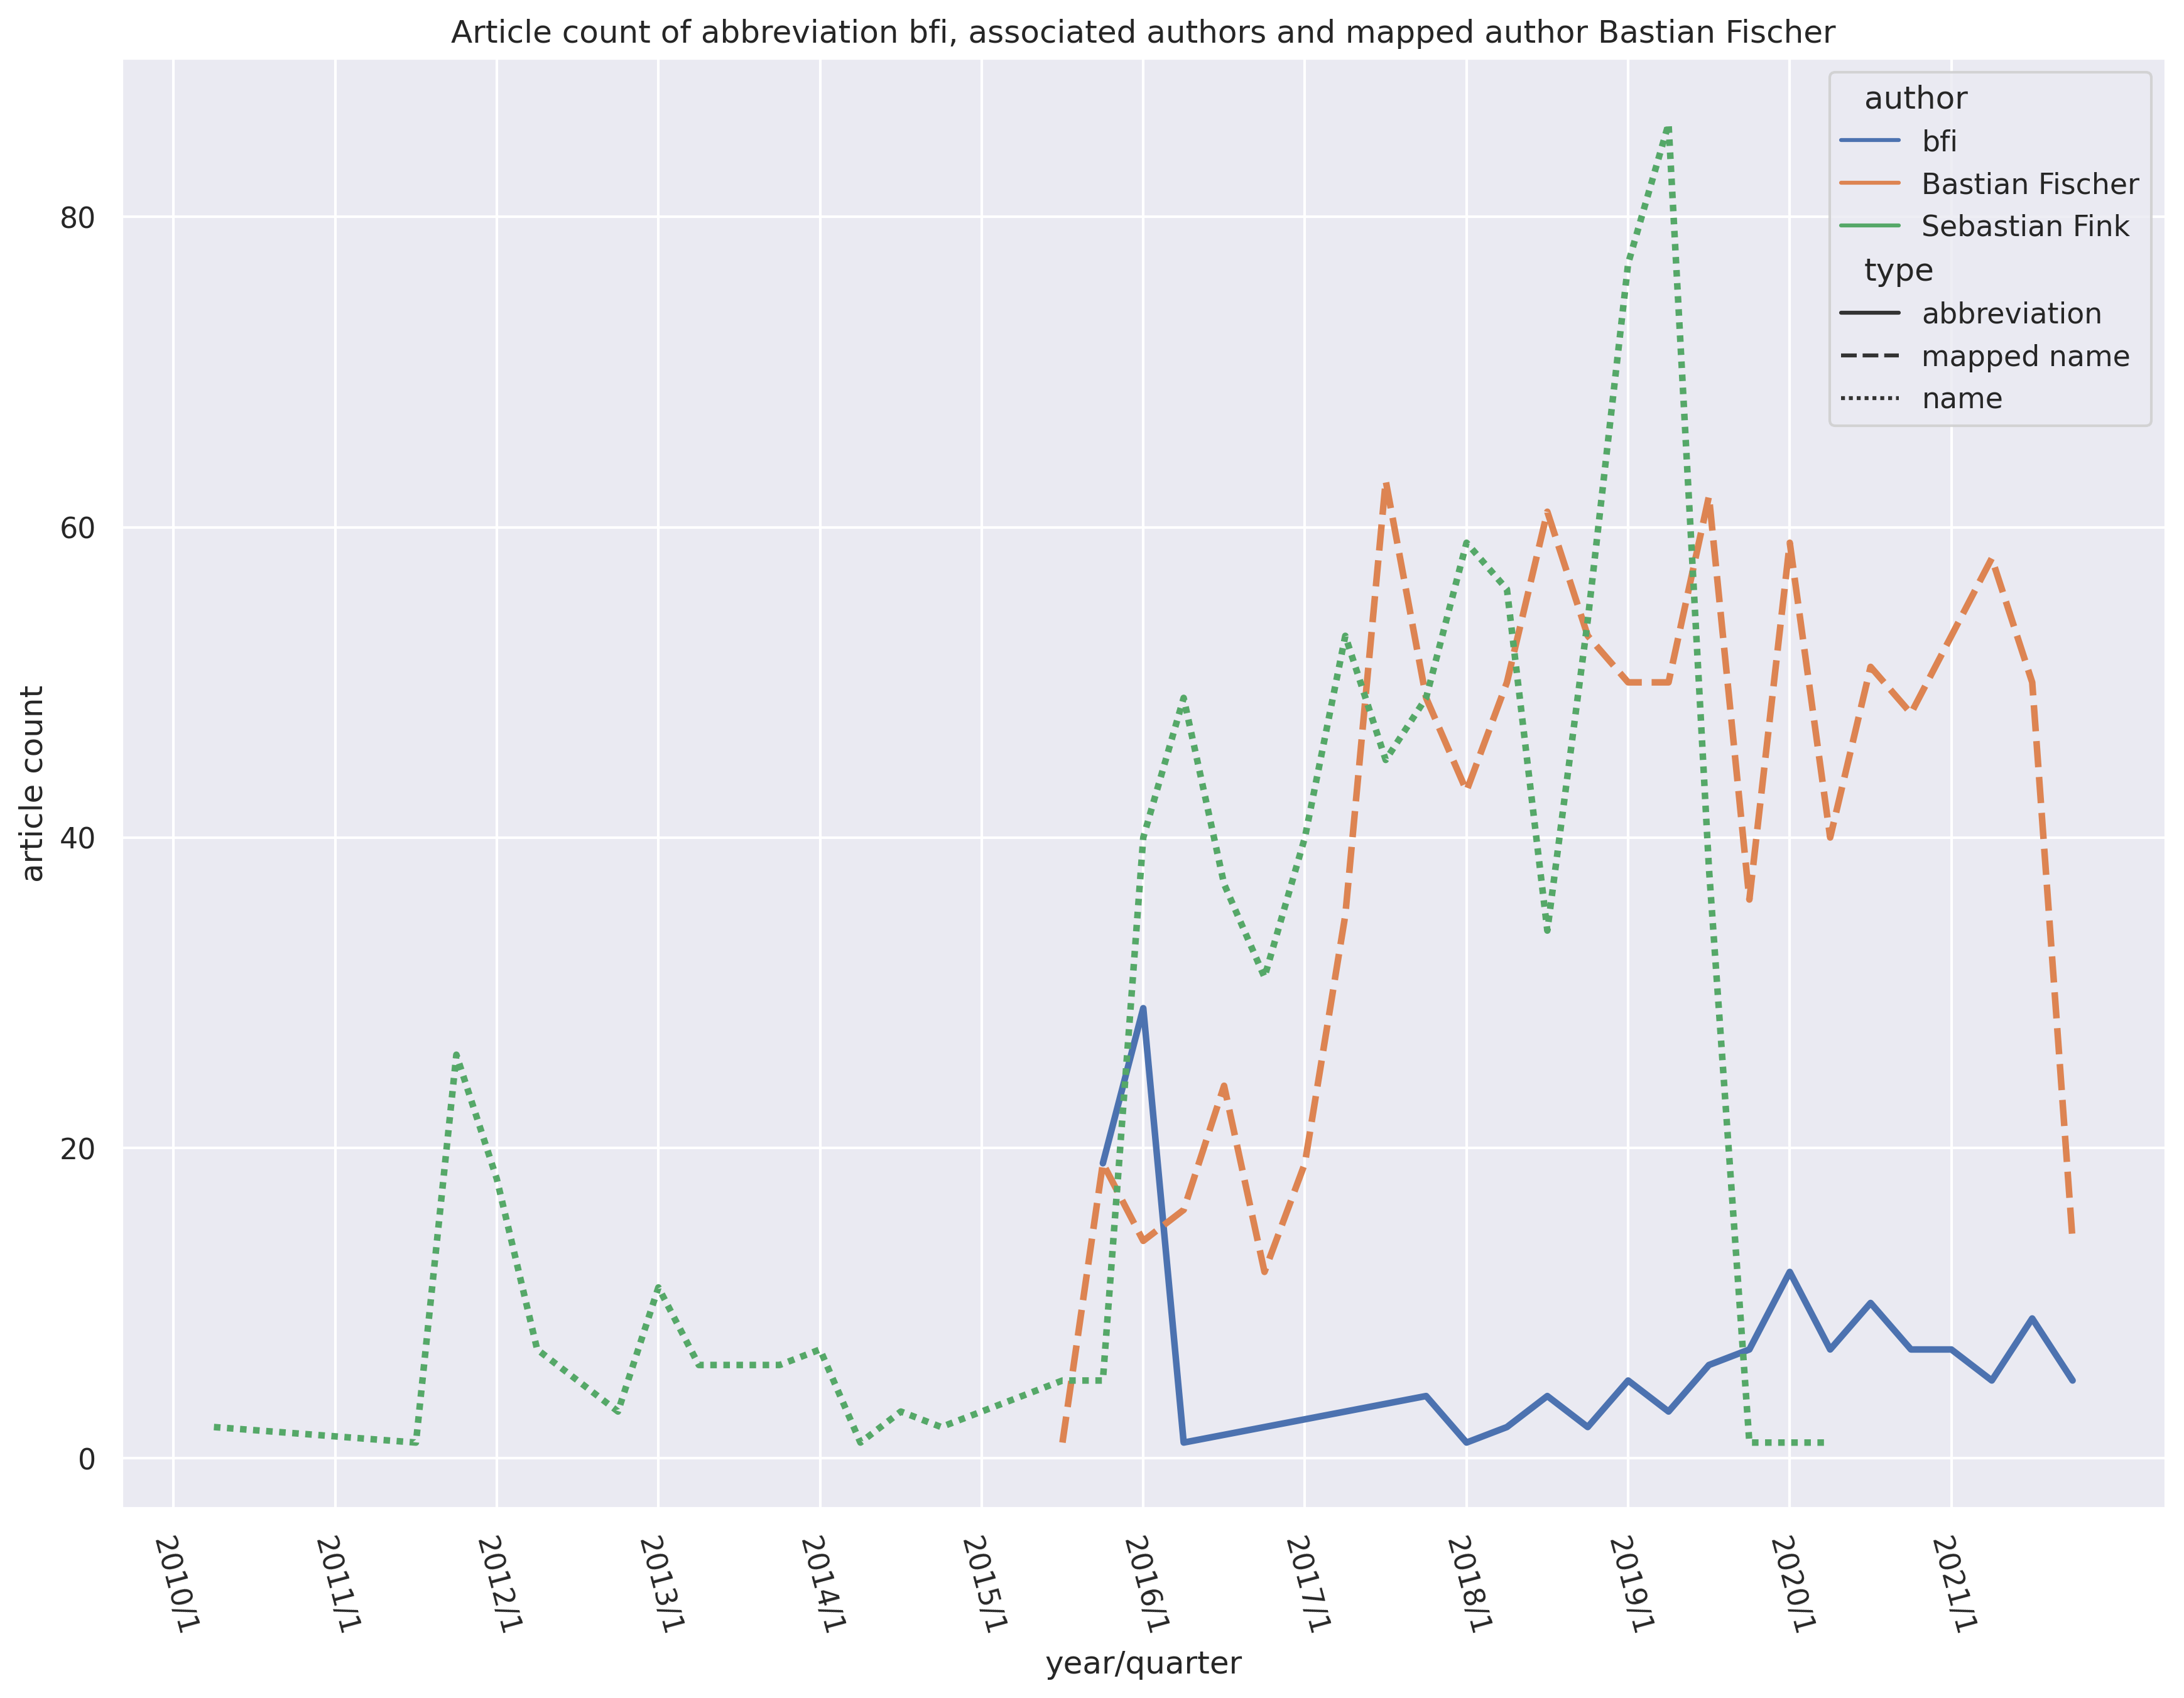 Article count of abbreviation bfi, associated authors and mapped author Bastian Fischer
author
bfi
Bastian Fischer
Sebastian Fink
type
abbreviation
mapped name
name
article count
80
60
40
20
0
2010/1
2011/1
2012/1
2013/1
2014/1
2015/1
2016/1
2017/1
2018/1
2019/1
2020/1
2021/1
year/quarter